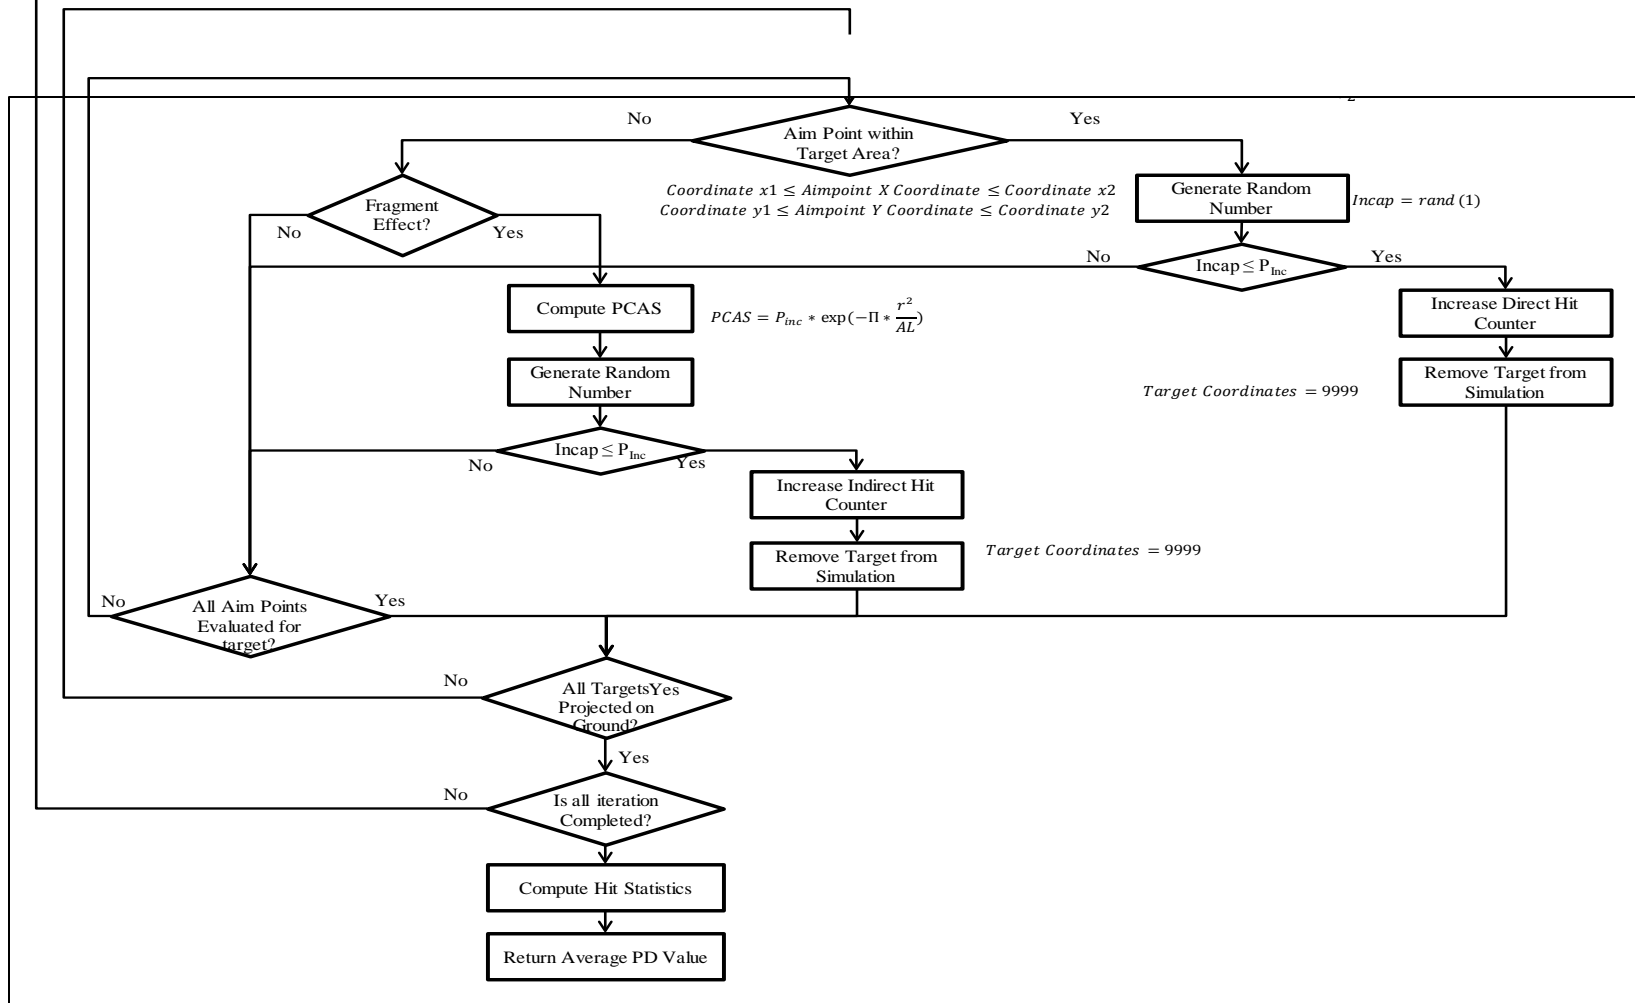 2
No
Yes
Aim Point within
Target Area?
Coordinate x1 ≤ Aimpoint X Coordinate ≤ Coordinate x2
Coordinate y1 ≤ Aimpoint Y Coordinate ≤ Coordinate y2
Generate Random
Number
Incap = rand (1)
Fragment
Effect?
No
Yes
No
Incap ≤ P_Inc
Yes
Compute PCAS
PCAS = P_inc * exp(−Π * r²/AL)
Increase Direct Hit
Counter
Generate Random
Number
Remove Target from
Simulation
Target Coordinates = 9999
Incap ≤ P_Inc
No
Yes
Increase Indirect Hit
Counter
Remove Target from
Simulation
Target Coordinates = 9999
No
All Aim Points
Evaluated for
target?
Yes
No
All Targets
Projected on
Ground?
Yes
Yes
No
Is all iteration
Completed?
Compute Hit Statistics
Return Average PD Value